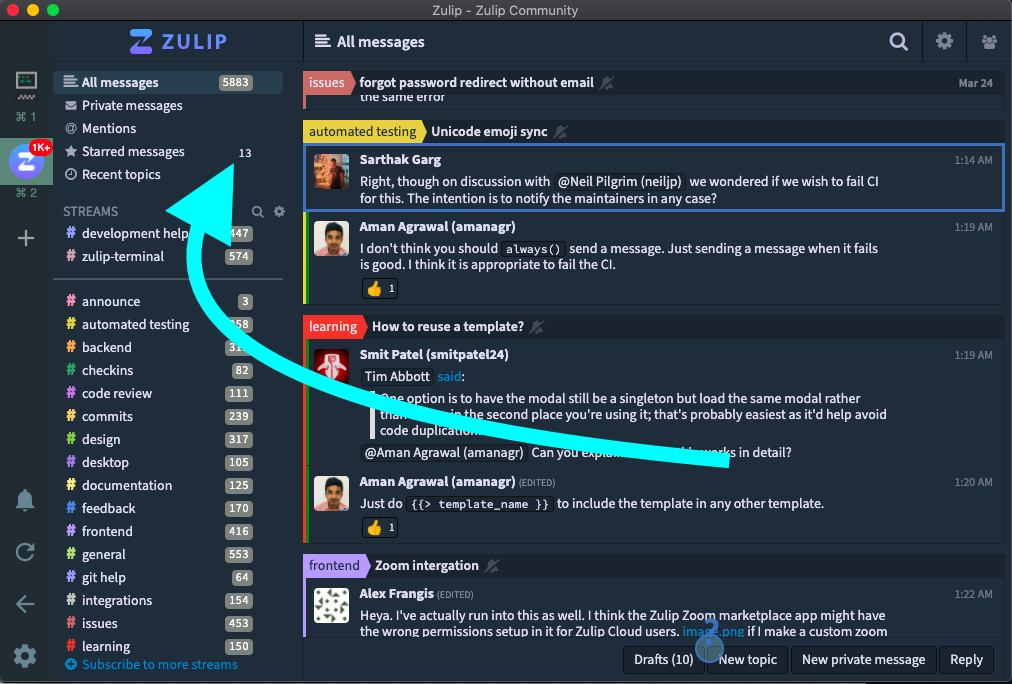 Zulip - Zulip Community
ZULIP
All messages
All messages 5883
Private messages
Mentions
Starred messages 13
Recent topics
1K+
⌘ 1
⌘ 2
STREAMS
# development help 447
# zulip-terminal 574
# announce 3
# automated testing
# backend
# checkins 82
# code review 111
# commits 239
# design 317
# desktop 105
# documentation 125
# feedback 170
# frontend 416
# general 553
# git help 64
# integrations 154
# issues 453
# learning 150
Subscribe to more streams
issues forgot password redirect without email Mar 24
the same error
automated testing Unicode emoji sync
Sarthak Garg 1:14 AM
Right, though on discussion with @Neil Pilgrim (neiljp) we wondered if we wish to fail CI
for this. The intention is to notify the maintainers in any case?
Aman Agrawal (amanagr) 1:19 AM
I don't think you should always() send a message. Just sending a message when it fails
is good. I think it is appropriate to fail the CI.
👍 1
learning How to reuse a template?
Smit Patel (smitpatel24) 1:19 AM
Tim Abbott said:
One option is to have the modal still be a singleton but load the same modal rather
in the second place you're using it; that's probably easiest as it'd help avoid
code duplication
@Aman Agrawal (amanagr) Can you explain works in detail?
Aman Agrawal (amanagr) (EDITED) 1:20 AM
Just do {{> template_name }} to include the template in any other template.
👍 1
frontend Zoom intergation
Alex Frangis (EDITED) 1:22 AM
Heya. I've actually run into this as well. I think the Zulip Zoom marketplace app might have
the wrong permissions setup in it for Zulip Cloud users. image.png if I make a custom zoom
Drafts (10) New topic New private message Reply